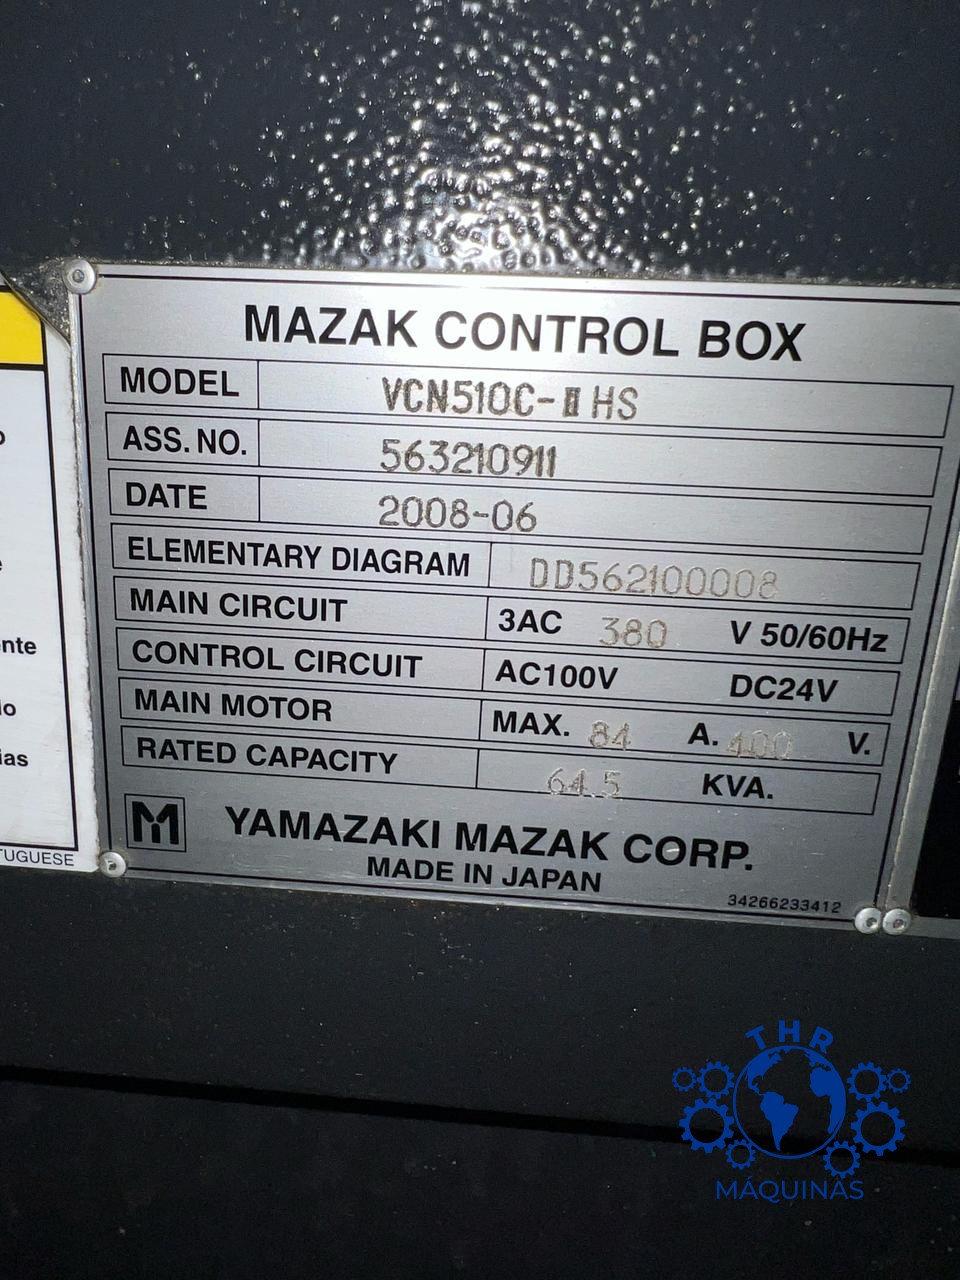 MAZAK CONTROL BOX
MODEL VCN510C-Ⅱ HS
ASS. NO. 563210911
DATE 2008-06
ELEMENTARY DIAGRAM DD562100008
MAIN CIRCUIT 3AC 380 V 50/60Hz
CONTROL CIRCUIT AC100V DC24V
MAIN MOTOR MAX. 84 A. 400 V.
RATED CAPACITY 64.5 KVA.
YAMAZAKI MAZAK CORP.
MADE IN JAPAN
34266233412
THR
MÁQUINAS